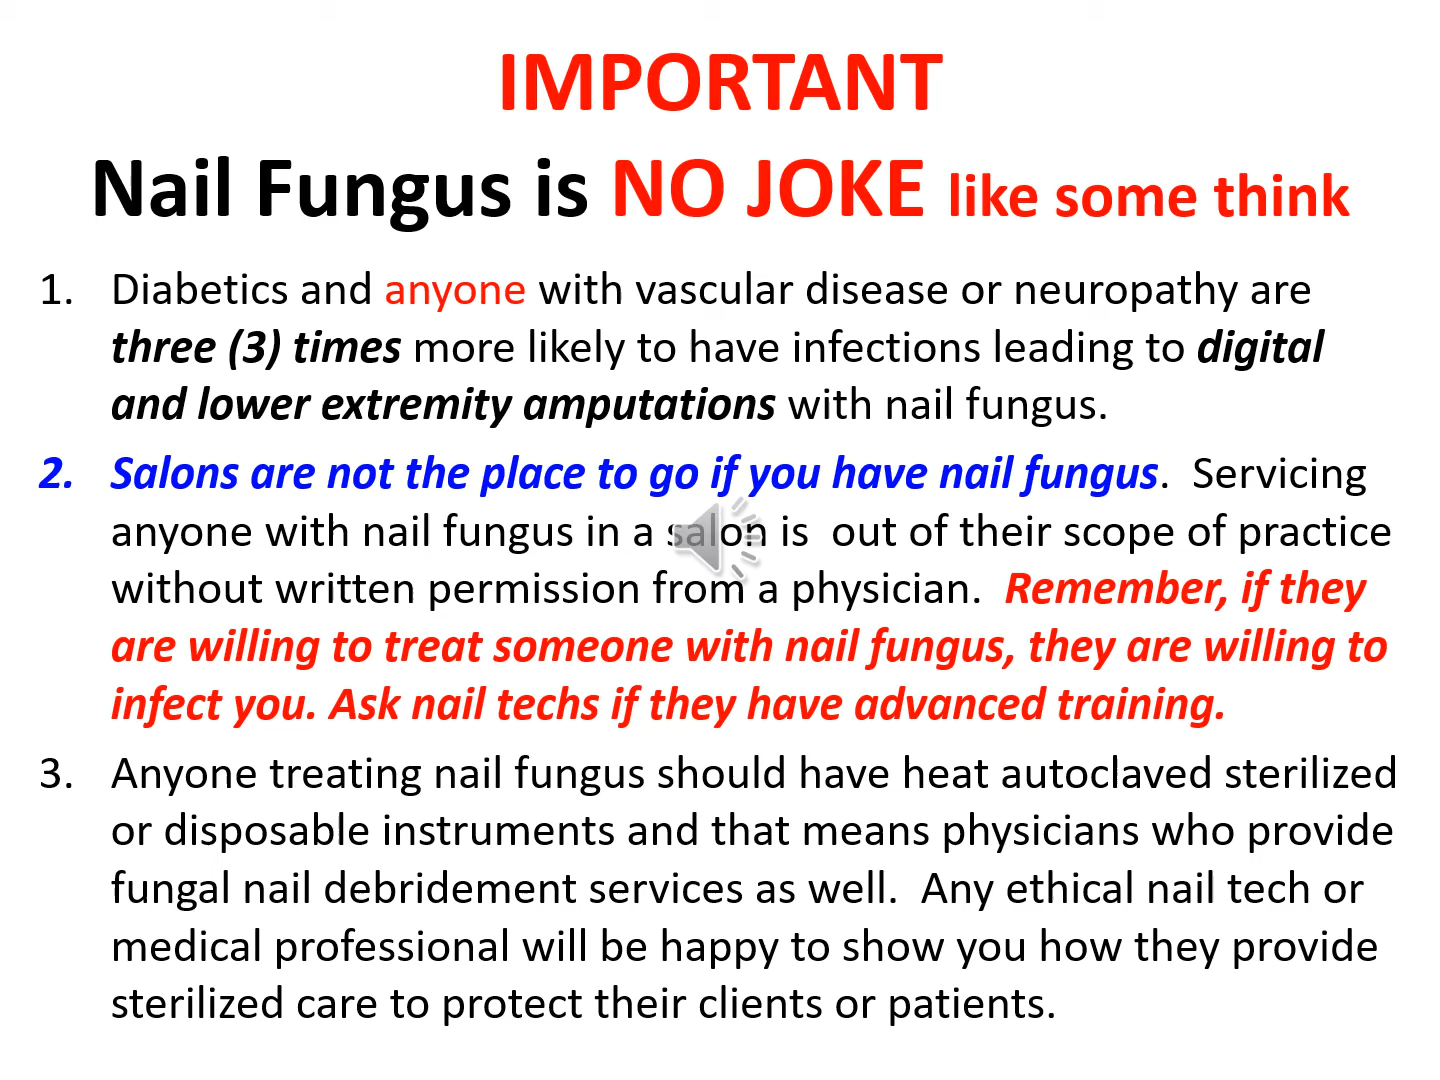 IMPORTANT
Nail Fungus is NO JOKE like some think
1. Diabetics and anyone with vascular disease or neuropathy are
three (3) times more likely to have infections leading to digital
and lower extremity amputations with nail fungus.
2. Salons are not the place to go if you have nail fungus. Servicing
anyone with nail fungus in a salon is out of their scope of practice
without written permission from a physician. Remember, if they
are willing to treat someone with nail fungus, they are willing to
infect you. Ask nail techs if they have advanced training.
3. Anyone treating nail fungus should have heat autoclaved sterilized
or disposable instruments and that means physicians who provide
fungal nail debridement services as well. Any ethical nail tech or
medical professional will be happy to show you how they provide
sterilized care to protect their clients or patients.